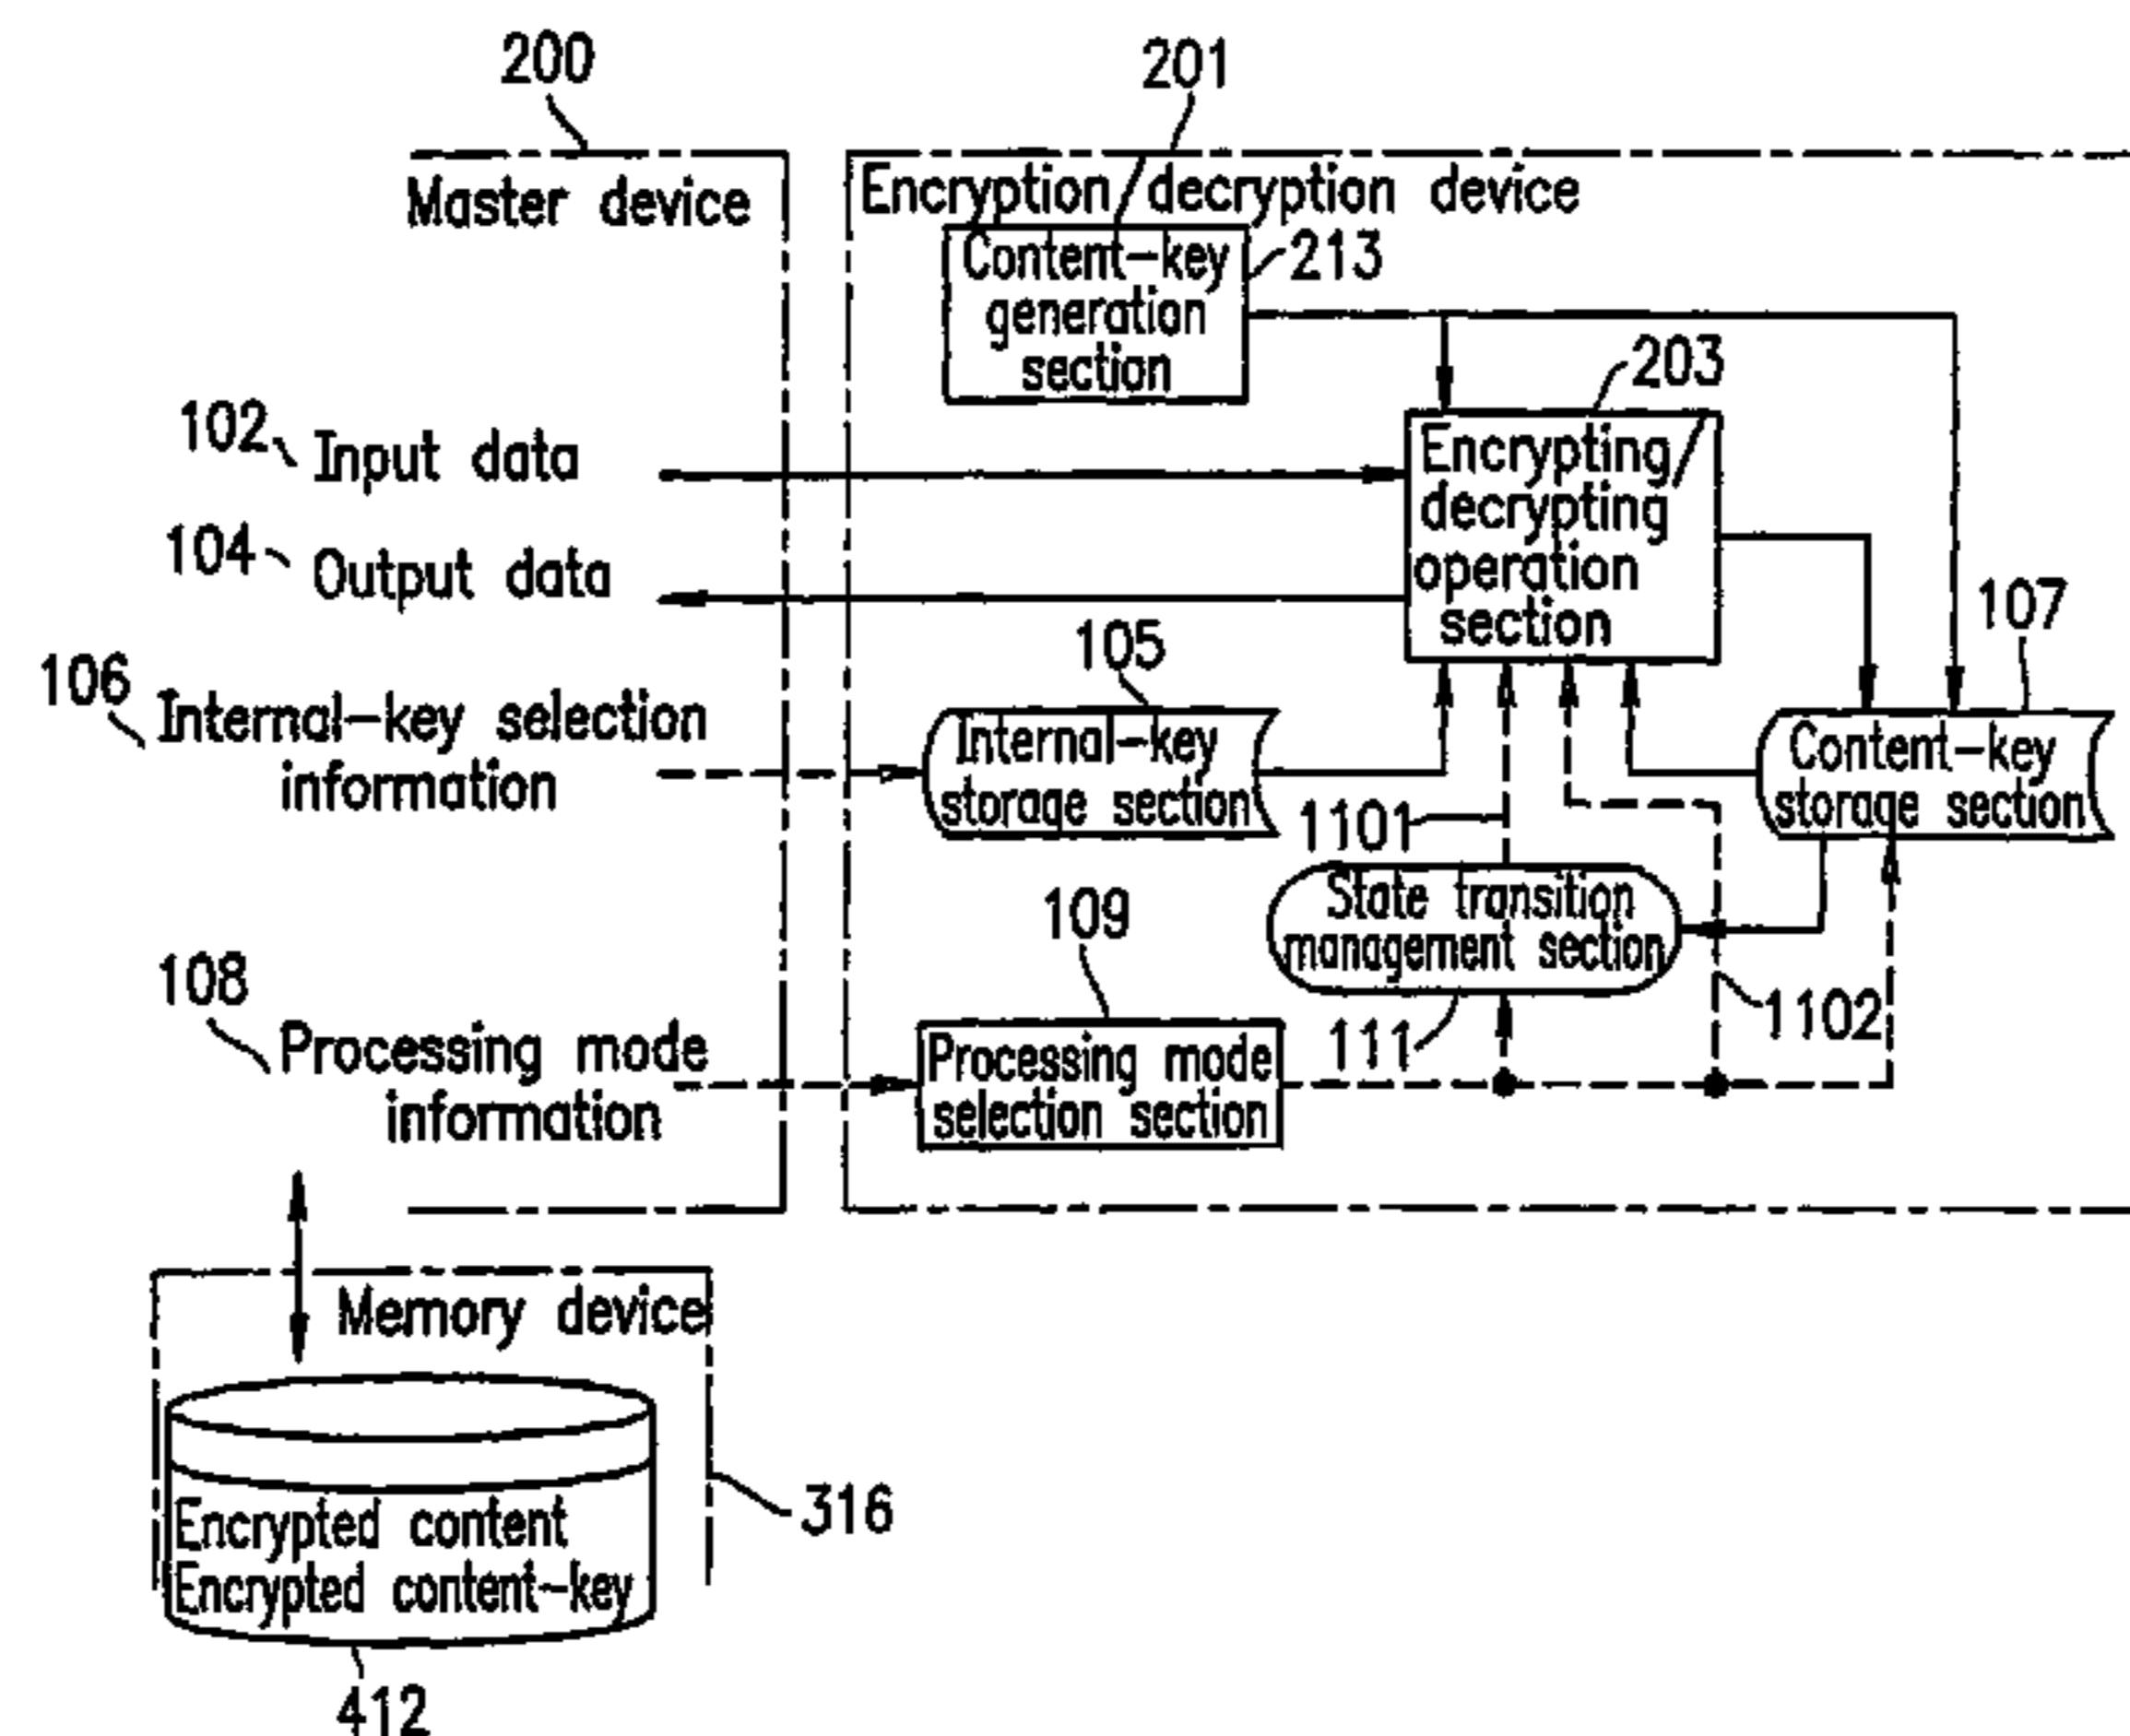 200
201
Master device
Encryption decryption device
Content-key
generation
section
213
203
102
Input data
Encrypting/
decrypting
operation
section
104
Output data
105
107
106
Internal-key selection
information
Internal-key
storage section
Content-key
storage section
1101
State transition
management section
109
108
Processing mode
information
Processing mode
selection section
111
1102
Memory device
316
Encrypted content
Encrypted content-key
412